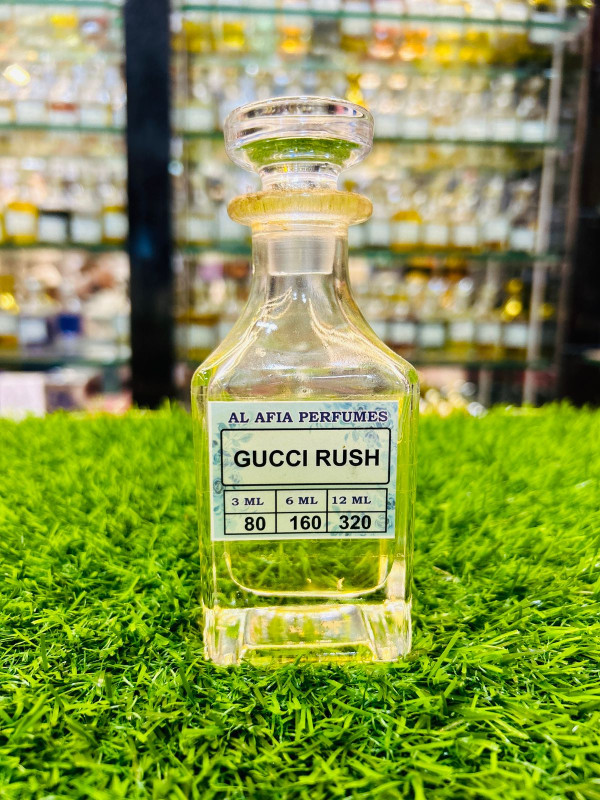 AL AFIA PERFUMES
GUCCI RUSH
3 ML 6 ML 12 ML
80 160 320